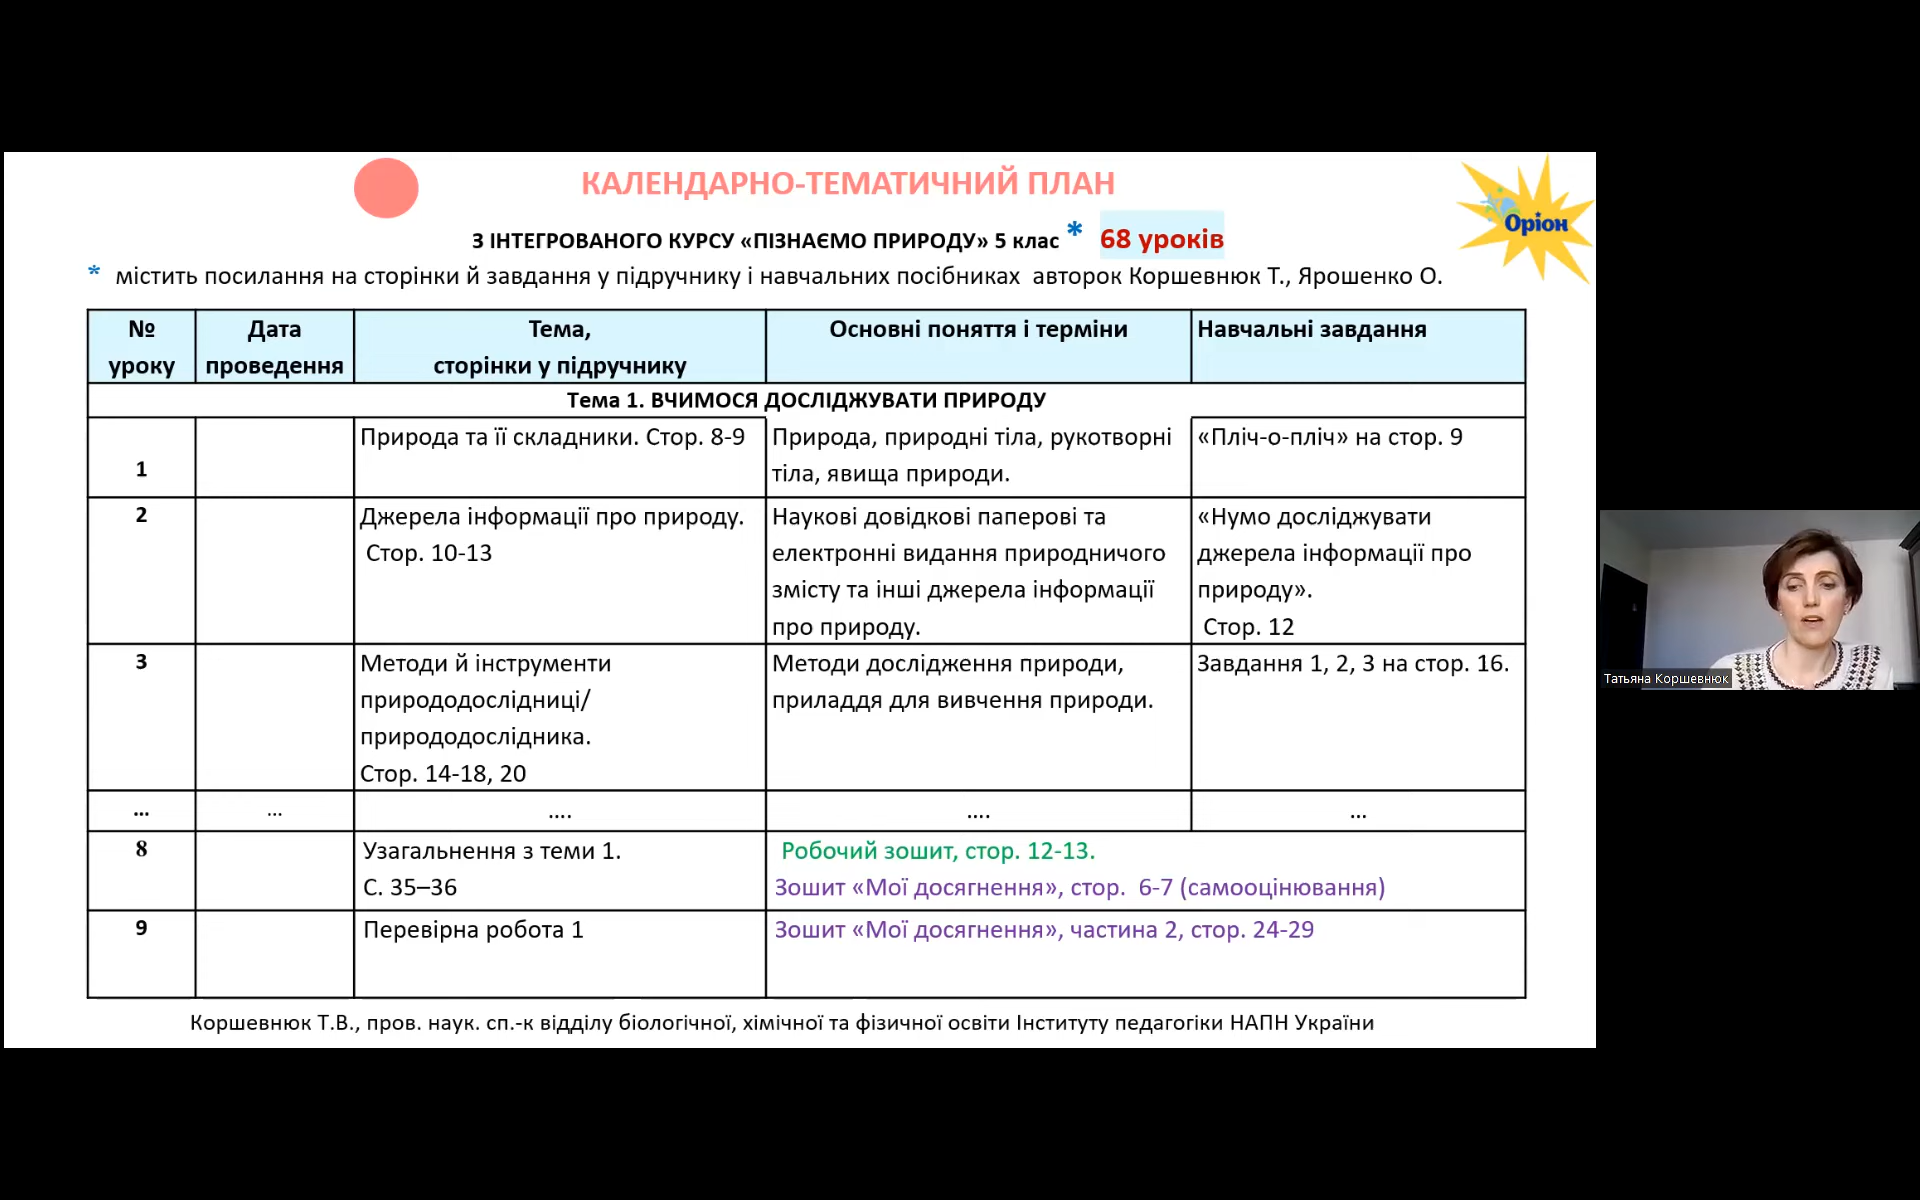 КАЛЕНДАРНО-ТЕМАТИЧНИЙ ПЛАН
З ІНТЕГРОВАНОГО КУРСУ «ПІЗНАЄМО ПРИРОДУ» 5 клас * 68 уроків
* містить посилання на сторінки й завдання у підручнику і навчальних посібниках авторок Коршевнюк Т., Ярошенко О.
Оріон
№ уроку
Дата проведення
Тема,
сторінки у підручнику
Основні поняття і терміни
Навчальні завдання
Тема 1. ВЧИМОСЯ ДОСЛІДЖУВАТИ ПРИРОДУ
1
Природа та її складники. Стор. 8-9
Природа, природні тіла, рукотворні
тіла, явища природи.
«Пліч-о-пліч» на стор. 9
2
Джерела інформації про природу.
Стор. 10-13
Наукові довідкові паперові та
електронні видання природничого
змісту та інші джерела інформації
про природу.
«Нумо досліджувати
джерела інформації про
природу».
Стор. 12
3
Методи й інструменти
природодослідниці/
природодослідника.
Стор. 14-18, 20
Методи дослідження природи,
приладдя для вивчення природи.
Завдання 1, 2, 3 на стор. 16.
... ... .... .... ...
8
Узагальнення з теми 1.
С. 35–36
Робочий зошит, стор. 12-13.
Зошит «Мої досягнення», стор. 6-7 (самооцінювання)
9
Перевірна робота 1
Зошит «Мої досягнення», частина 2, стор. 24-29
Коршевнюк Т.В., пров. наук. сп.-к відділу біологічної, хімічної та фізичної освіти Інституту педагогіки НАПН України
Татьяна Коршевнюк